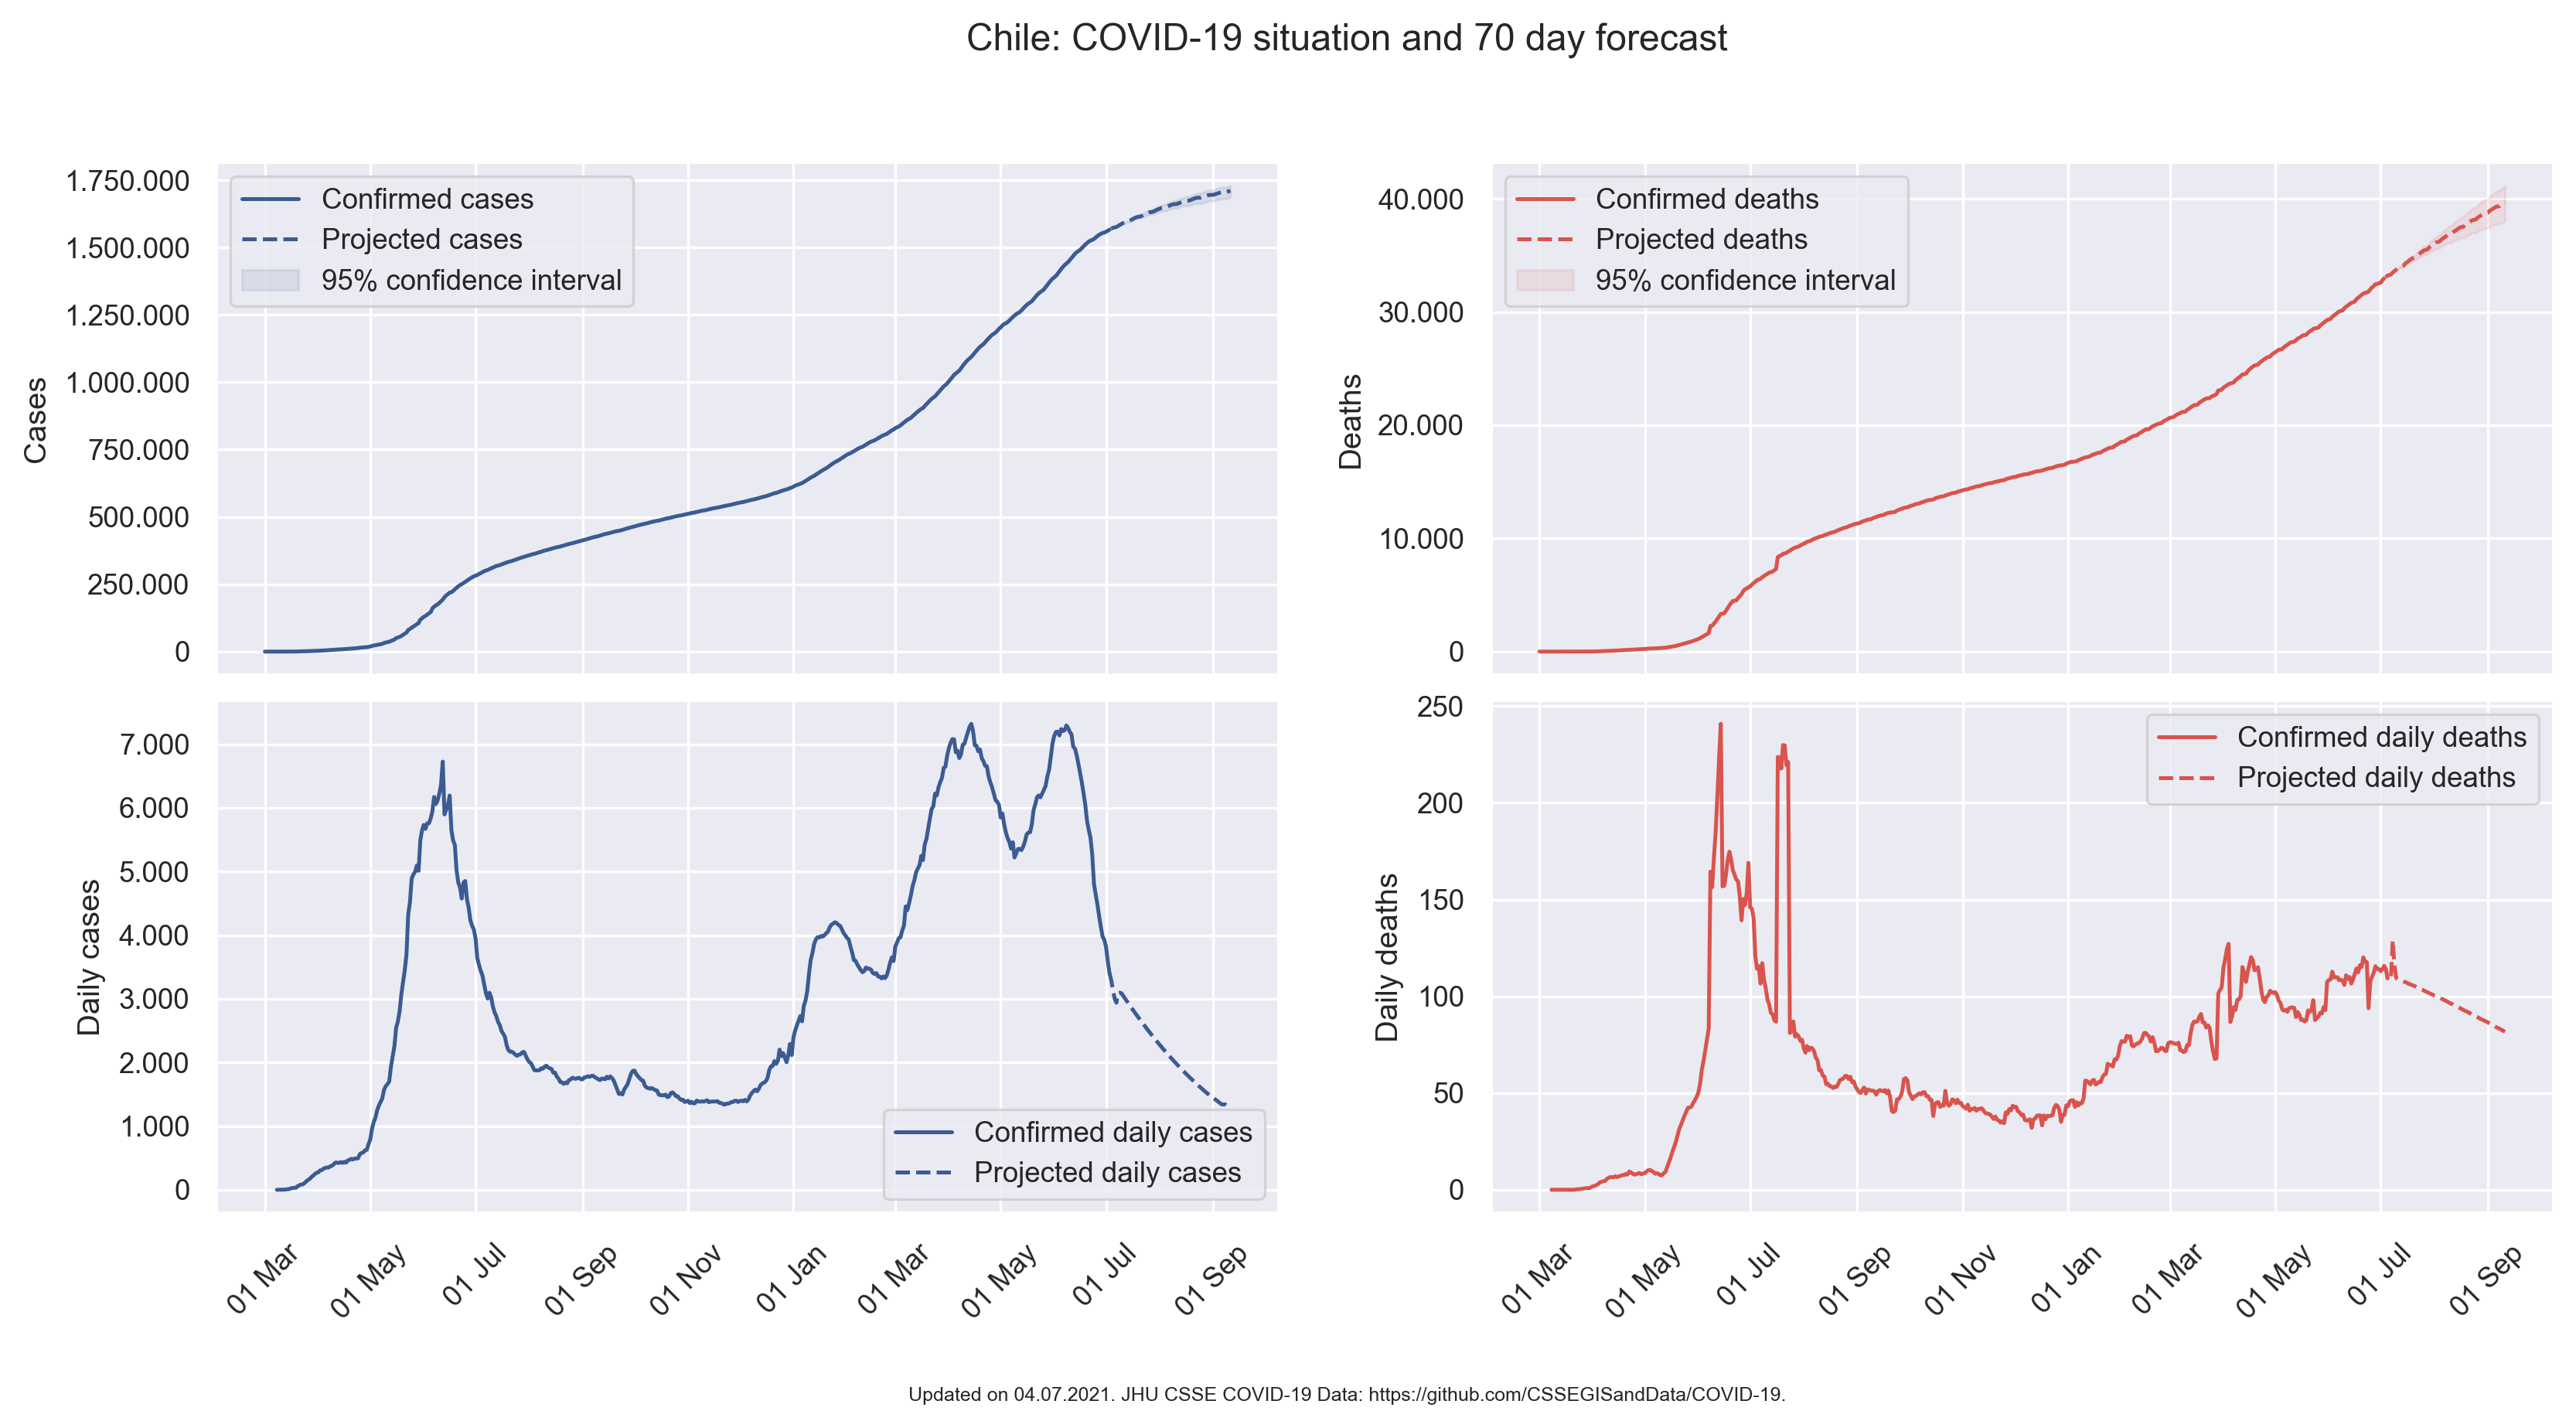 Chile: COVID-19 situation and 70 day forecast
Cases
1.750.000
1.500.000
1.250.000
1.000.000
750.000
500.000
250.000
0
Confirmed cases
Projected cases
95% confidence interval
Deaths
40.000
30.000
20.000
10.000
0
Confirmed deaths
Projected deaths
95% confidence interval
Daily cases
7.000
6.000
5.000
4.000
3.000
2.000
1.000
0
Confirmed daily cases
Projected daily cases
01 Mar
01 May
01 Jul
01 Sep
01 Nov
01 Jan
01 Mar
01 May
01 Jul
01 Sep
Daily deaths
250
200
150
100
50
0
Confirmed daily deaths
Projected daily deaths
01 Mar
01 May
01 Jul
01 Sep
01 Nov
01 Jan
01 Mar
01 May
01 Jul
01 Sep
Updated on 04.07.2021. JHU CSSE COVID-19 Data: https://github.com/CSSEGISandData/COVID-19.